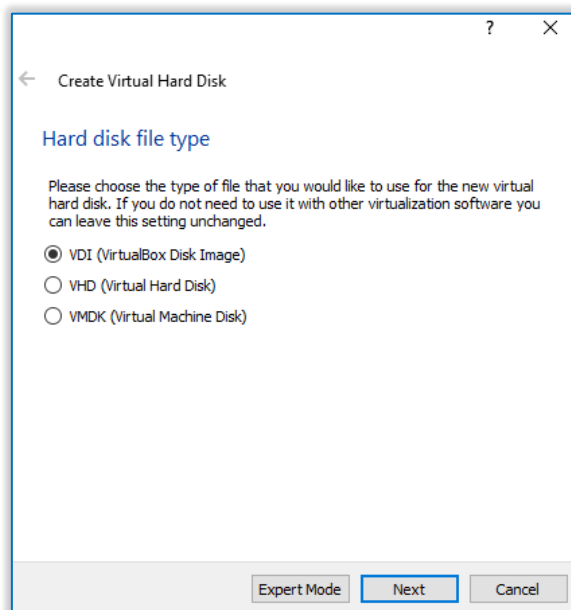 ?
Create Virtual Hard Disk
Hard disk file type
Please choose the type of file that you would like to use for the new virtual
hard disk. If you do not need to use it with other virtualization software you
can leave this setting unchanged.
VDI (VirtualBox Disk Image)
VHD (Virtual Hard Disk)
VMDK (Virtual Machine Disk)
Expert Mode Next Cancel